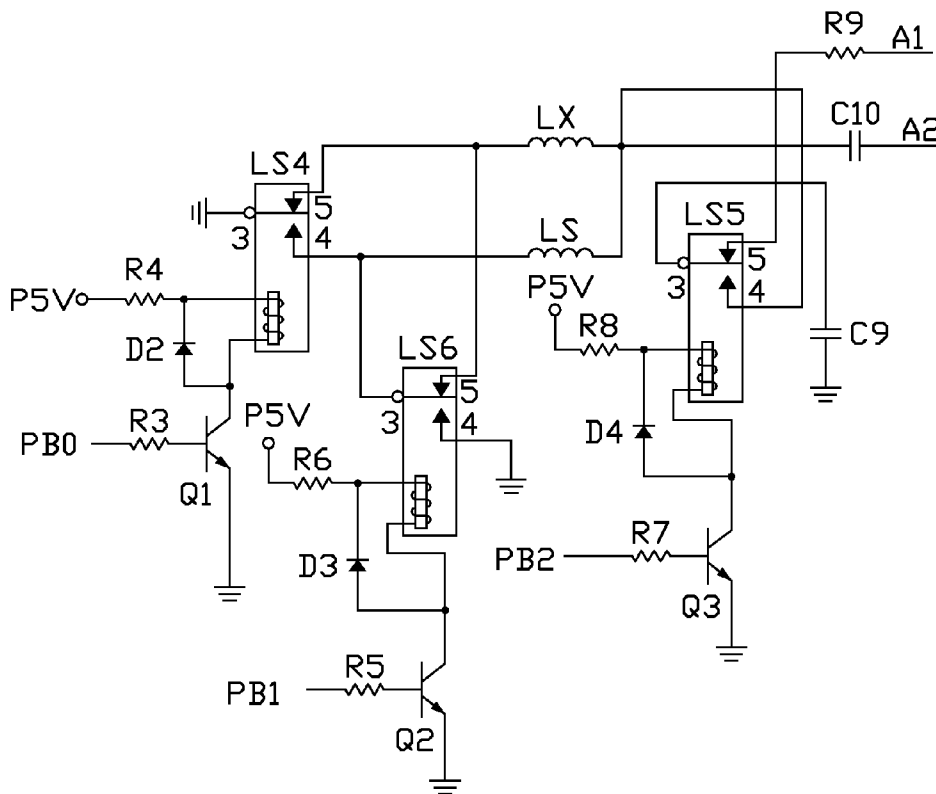 R9
A1
C10
A2
LX
LS4
5
3
4
LS
LS5
5
3
4
R4
P5V
P5V
R8
C9
D2
LS6
5
3
4
P5V
R3
PB0
R6
D4
Q1
D3
R7
PB2
Q3
R5
PB1
Q2